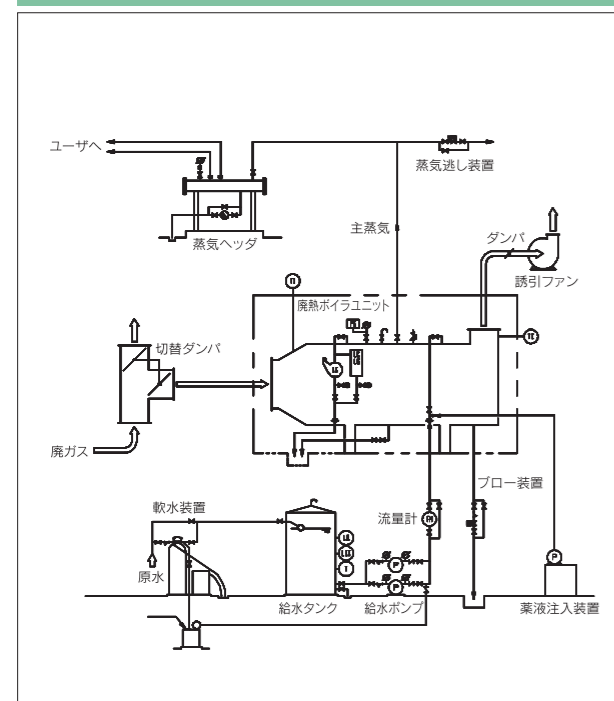 ユーザへ
蒸気逃し装置
蒸気ヘッダ
主蒸気
ダンパ
誘引ファン
廃熱ボイラユニット
切替ダンパ
廃ガス
軟水装置
流量計
ブロー装置
原水
給水タンク
給水ポンプ
薬液注入装置
P
P
P